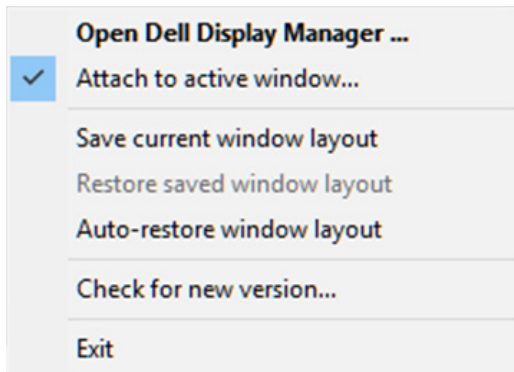 Open Dell Display Manager ...
Attach to active window...
Save current window layout
Restore saved window layout
Auto-restore window layout
Check for new version...
Exit